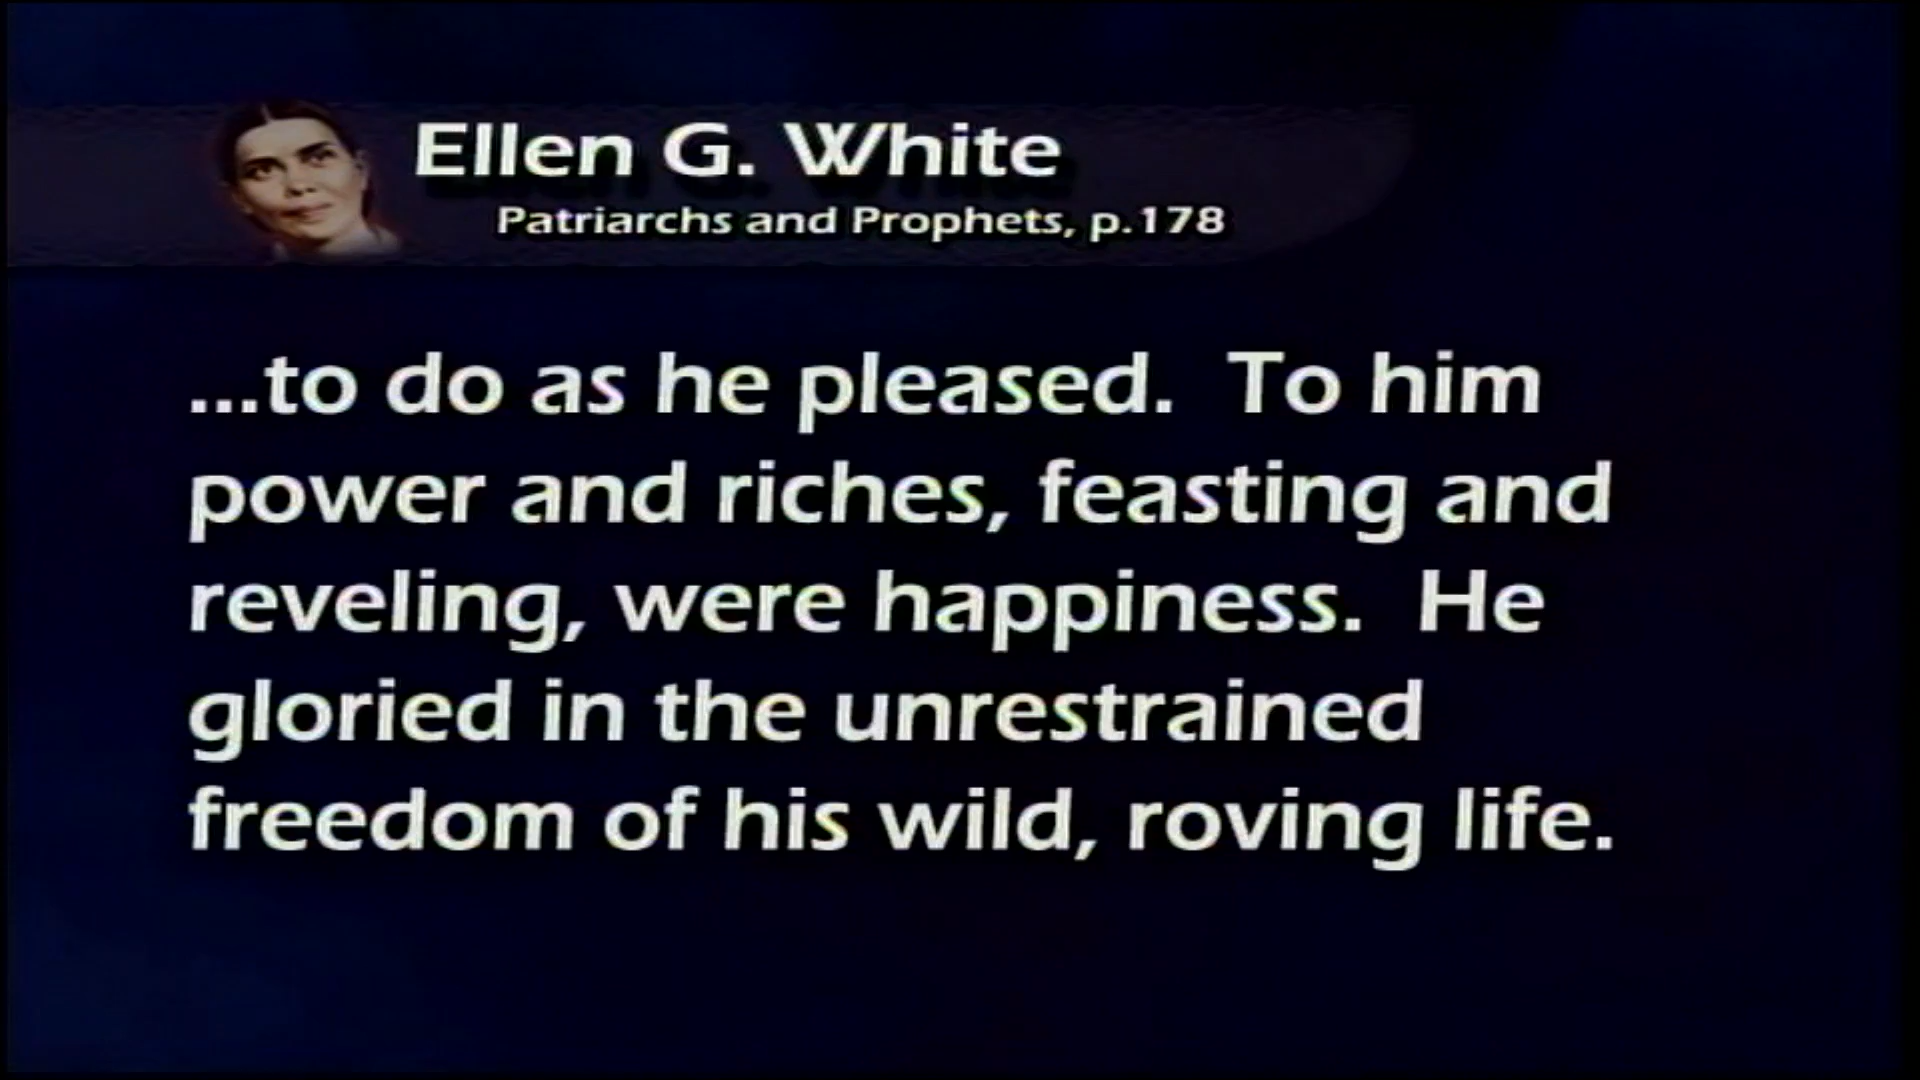 Ellen G. White
Patriarchs and Prophets, p.178
...to do as he pleased.  To him
power and riches, feasting and
reveling, were happiness.  He
gloried in the unrestrained
freedom of his wild, roving life.